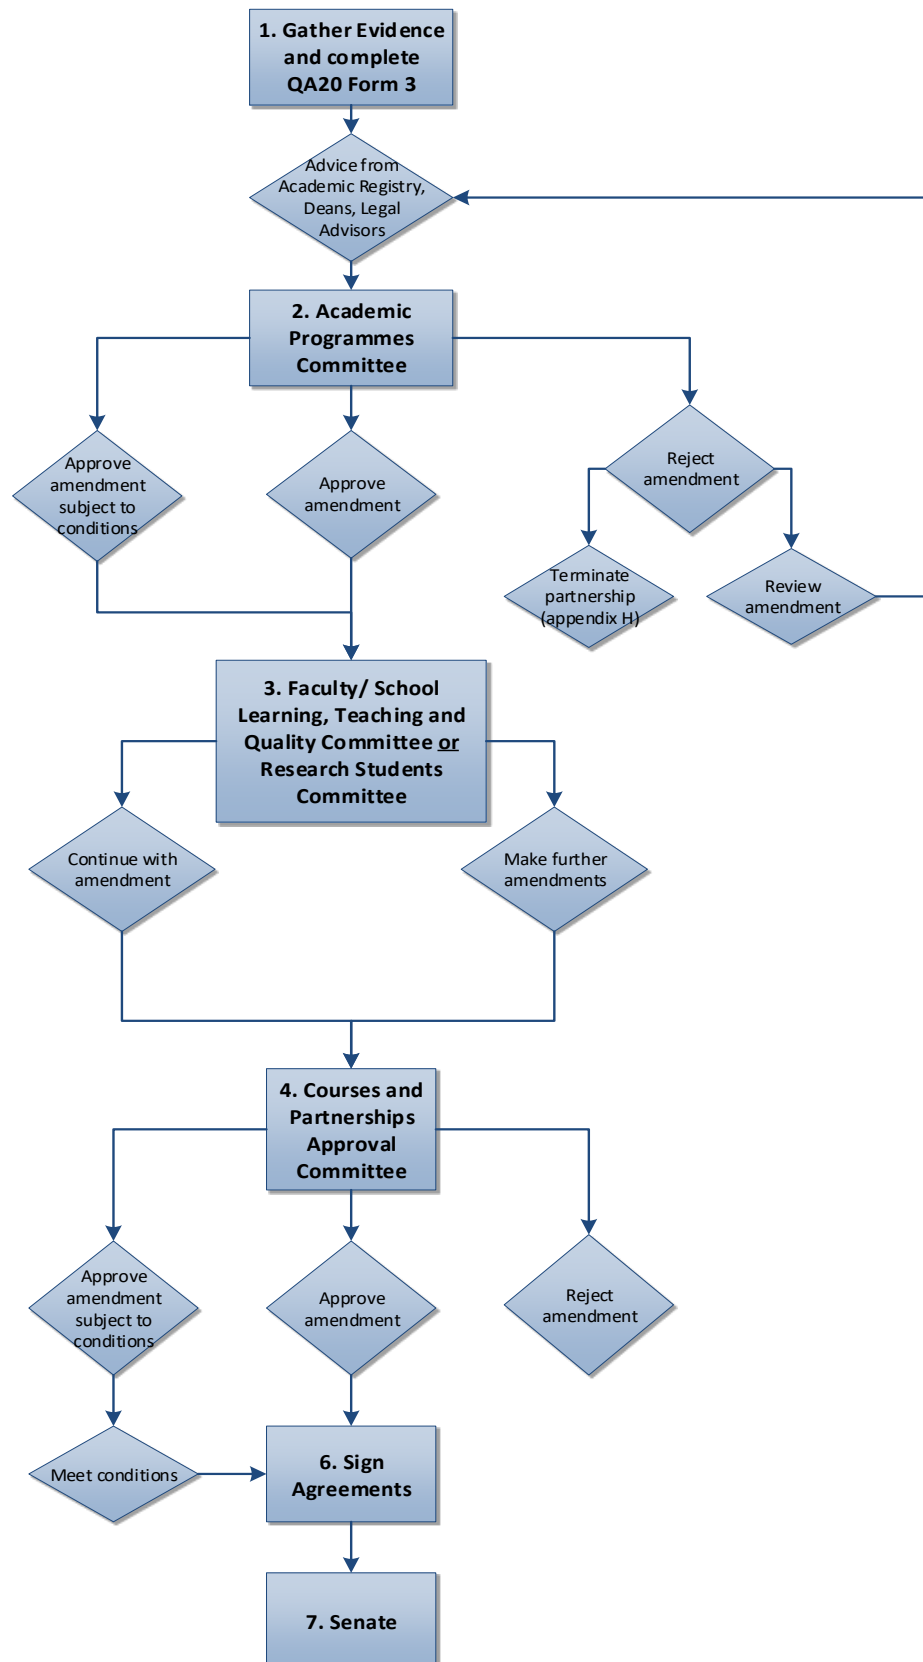 1. Gather Evidence
and complete
QA20 Form 3
Advice from
Academic Registry,
Deans, Legal
Advisors
2. Academic
Programmes
Committee
Approve
amendment
subject to
conditions
Approve
amendment
Reject
amendment
Terminate
partnership
(appendix H)
Review
amendment
3. Faculty/ School
Learning, Teaching and
Quality Committee or
Research Students
Committee
Continue with
amendment
Make further
amendments
4. Courses and
Partnerships
Approval
Committee
Approve
amendment
subject to
conditions
Approve
amendment
Reject
amendment
Meet conditions
6. Sign
Agreements
7. Senate